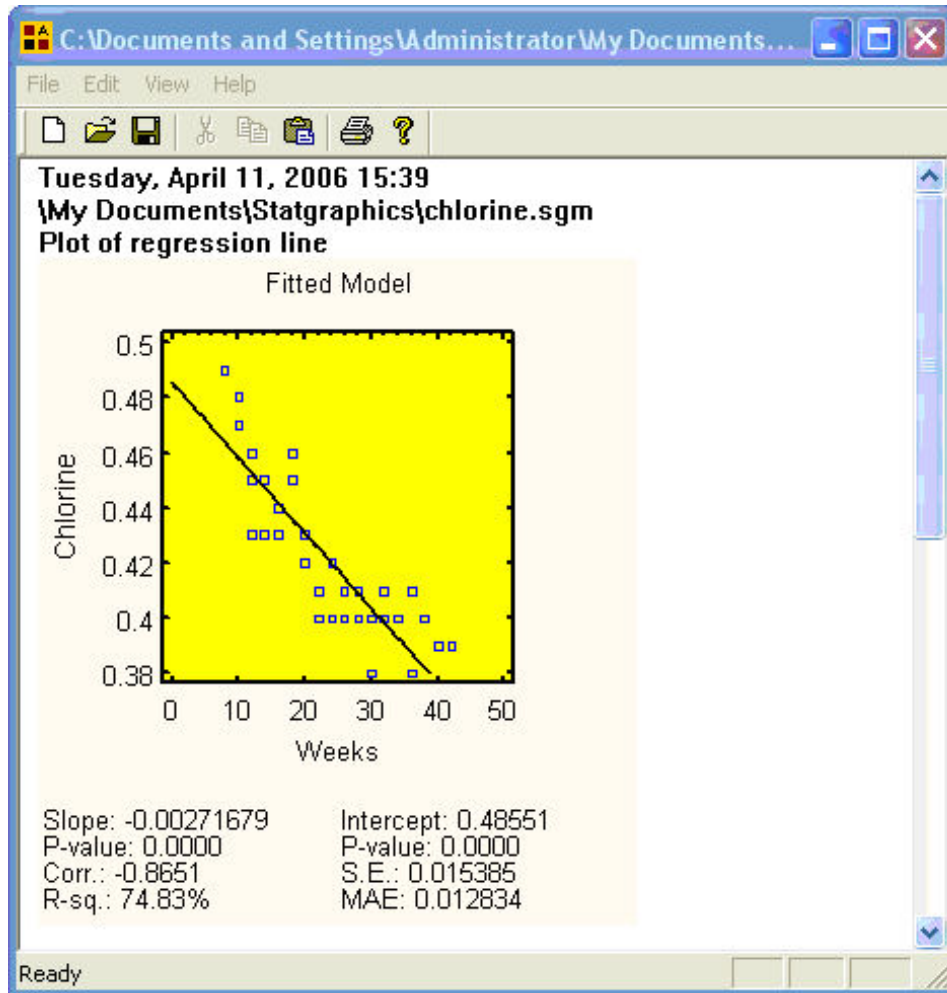 C:\Documents and Settings\Administrator\My Documents...
File Edit View Help
Tuesday, April 11, 2006 15:39
\My Documents\Statgraphics\chlorine.sgm
Plot of regression line
Fitted Model
0.5
0.48
0.46
0.44
0.42
0.4
0.38
Chlorine
0 10 20 30 40 50
Weeks
Slope: -0.00271679 Intercept: 0.48551
P-value: 0.0000 P-value: 0.0000
Corr.: -0.8651 S.E.: 0.015385
R-sq.: 74.83% MAE: 0.012834
Ready